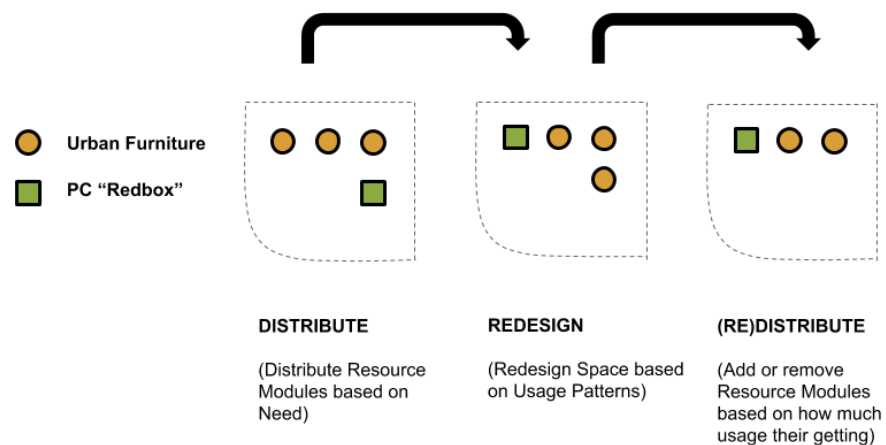 Urban Furniture
PC “Redbox”
DISTRIBUTE
(Distribute Resource
Modules based on
Need)
REDESIGN
(Redesign Space based
on Usage Patterns)
(RE)DISTRIBUTE
(Add or remove
Resource Modules
based on how much
usage their getting)